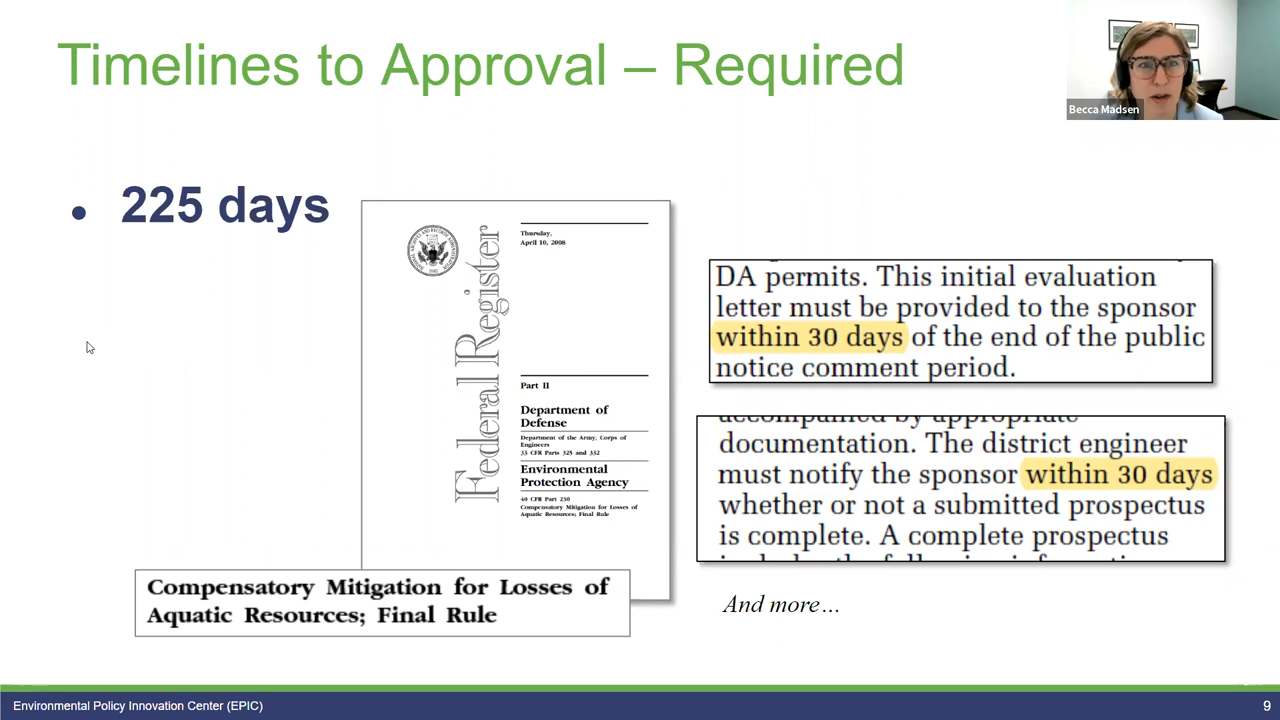 Timelines to Approval – Required
Becca Madsen
• 225 days
Federal Register
Thursday,
April 10, 2008
Part II
Department of
Defense
Department of the Army, Corps of
Engineers
33 CFR Parts 325 and 332
Environmental
Protection Agency
40 CFR Part 230
Compensatory Mitigation for Losses of
Aquatic Resources; Final Rule
Compensatory Mitigation for Losses of
Aquatic Resources; Final Rule
DA permits. This initial evaluation
letter must be provided to the sponsor
within 30 days of the end of the public
notice comment period.
accompanied by appropriate
documentation. The district engineer
must notify the sponsor within 30 days
whether or not a submitted prospectus
is complete. A complete prospectus
And more…
Environmental Policy Innovation Center (EPIC)
9